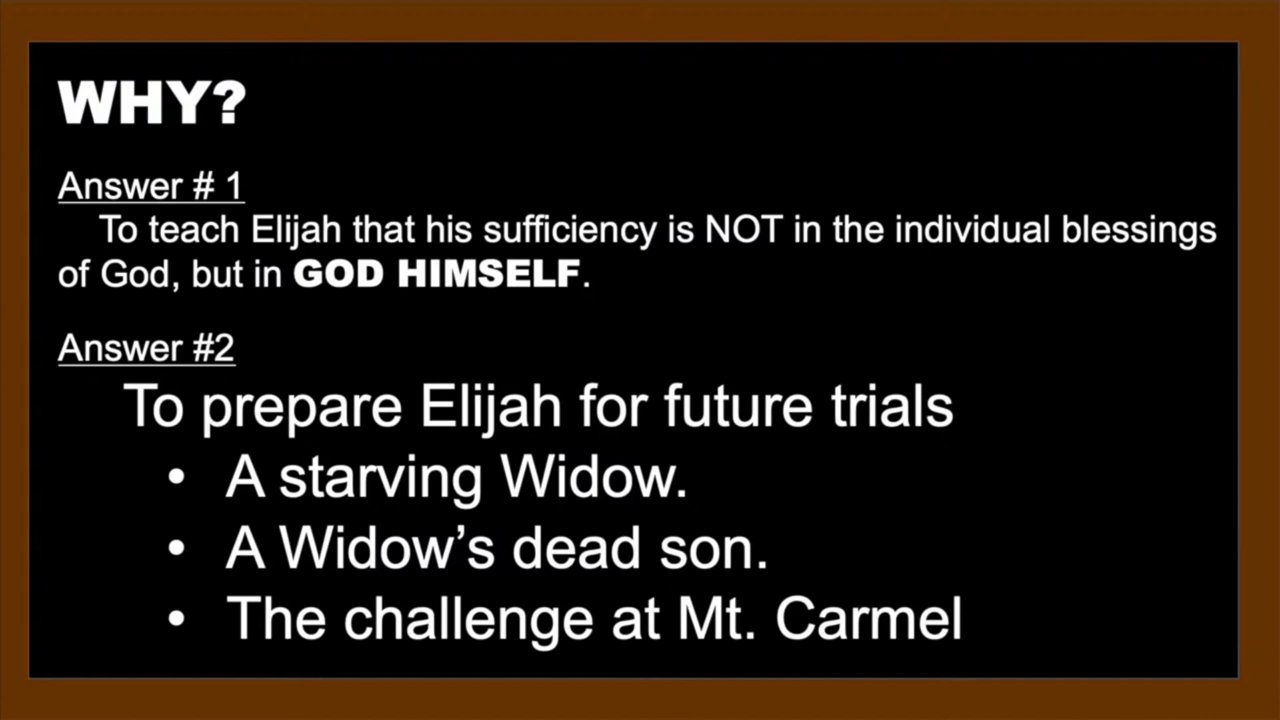 WHY?
Answer # 1
To teach Elijah that his sufficiency is NOT in the individual blessings
of God, but in GOD HIMSELF.
Answer #2
To prepare Elijah for future trials
• A starving Widow.
• A Widow’s dead son.
• The challenge at Mt. Carmel